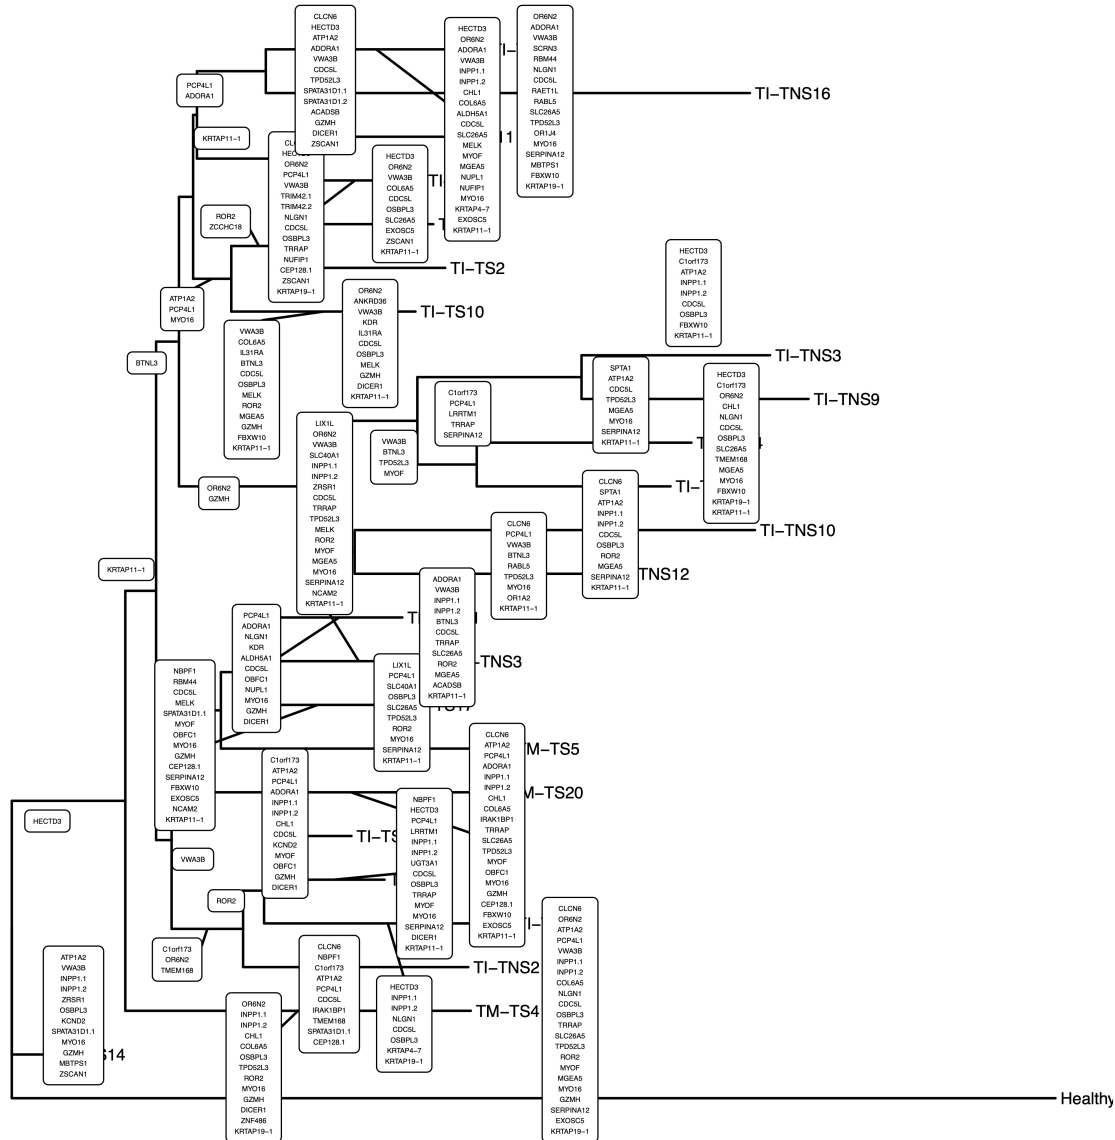 CLCN6
HECTD3
ATP1A2
ADORA1
VWA3B
CDC5L
TPD52L3
SPATA31D1.1
SPATA31D1.2
ACADSB
GZMH
DICER1
ZSCAN1
HECTD3
OR6N2
ADORA1
VWA3B
INPP1.1
INPP1.2
CHL1
COL6A5
ALDH5A1
CDC5L
SLC26A5
MELK
MYOF
MGEA5
NUPL1
NUFIP1
MYO16
KRTAP4-7
EXOSC5
KRTAP11-1
OR6N2
ADORA1
VWA3B
SCRN3
RBM44
NLGN1
CDC5L
RAET1L
RABL5
SLC26A5
TPD52L3
OR1J4
MYO16
SERPINA12
MBTPS1
FBXW10
KRTAP19-1
TI-TNS16
PCP4L1
ADORA1
KRTAP11-1
OR6N2
PCP4L1
VWA3B
TRIM42.1
TRIM42.2
NLGN1
CDC5L
OSBPL3
TRRAP
NUFIP1
CEP128.1
ZSCAN1
KRTAP19-1
HECTD3
OR6N2
VWA3B
COL6A5
CDC5L
OSBPL3
SLC26A5
EXOSC5
ZSCAN1
KRTAP11-1
ROR2
ZCCHC18
TI-TS2
HECTD3
C1orf173
ATP1A2
INPP1.1
INPP1.2
CDC5L
OSBPL3
FBXW10
KRTAP11-1
ATP1A2
PCP4L1
MYO16
OR6N2
ANKRD36
VWA3B
KDR
IL31RA
CDC5L
OSBPL3
MELK
GZMH
DICER1
KRTAP11-1
TI-TS10
VWA3B
COL6A5
IL31RA
BTNL3
CDC5L
OSBPL3
MELK
ROR2
MGEA5
GZMH
FBXW10
KRTAP11-1
BTNL3
TI-TNS3
SPTA1
ATP1A2
CDC5L
TPD52L3
MGEA5
MYO16
SERPINA12
KRTAP11-1
HECTD3
C1orf173
OR6N2
CHL1
NLGN1
CDC5L
OSBPL3
SLC26A5
TMEM168
MGEA5
MYO16
FBXW10
KRTAP19-1
KRTAP11-1
TI-TNS9
C1orf173
PCP4L1
LRRTM1
TRRAP
SERPINA12
VWA3B
BTNL3
TPD52L3
MYOF
LIX1L
OR6N2
VWA3B
SLC40A1
INPP1.1
INPP1.2
ZRSR1
CDC5L
TRRAP
TPD52L3
MELK
ROR2
MYOF
MGEA5
MYO16
SERPINA12
NCAM2
KRTAP11-1
OR6N2
GZMH
CLCN6
SPTA1
ATP1A2
INPP1.1
INPP1.2
CDC5L
OSBPL3
ROR2
MGEA5
SERPINA12
KRTAP11-1
TI-TNS10
CLCN6
PCP4L1
VWA3B
BTNL3
RABL5
TPD52L3
MYO16
OR1A2
KRTAP11-1
TNS12
KRTAP11-1
ADORA1
VWA3B
INPP1.1
INPP1.2
BTNL3
CDC5L
TRRAP
SLC26A5
ROR2
MGEA5
ACADSB
KRTAP11-1
PCP4L1
ADORA1
NLGN1
KDR
ALDH5A1
CDC5L
OBFC1
NUPL1
MYO16
GZMH
DICER1
-TNS3
LIX1L
PCP4L1
SLC40A1
OSBPL3
SLC26A5
TPD52L3
ROR2
MYO16
SERPINA12
KRTAP11-1
NBPF1
RBM44
CDC5L
MELK
SPATA31D1.1
MYOF
OBFC1
MYO16
GZMH
CEP128.1
SERPINA12
FBXW10
EXOSC5
NCAM2
KRTAP11-1
M-TS5
CLCN6
ATP1A2
PCP4L1
ADORA1
INPP1.1
INPP1.2
CHL1
COL6A5
IRAK1BP1
TRRAP
SLC26A5
TPD52L3
MYOF
OBFC1
MYO16
GZMH
CEP128.1
FBXW10
EXOSC5
KRTAP11-1
M-TS20
C1orf173
ATP1A2
PCP4L1
ADORA1
INPP1.1
INPP1.2
CHL1
CDC5L
KCND2
MYOF
OBFC1
GZMH
DICER1
NBPF1
HECTD3
PCP4L1
LRRTM1
INPP1.1
INPP1.2
UGT3A1
CDC5L
OSBPL3
TRRAP
MYOF
MYO16
SERPINA12
DICER1
KRTAP11-1
HECTD3
VWA3B
ROR2
C1orf173
OR6N2
TMEM168
CLCN6
OR6N2
ATP1A2
PCP4L1
VWA3B
INPP1.1
INPP1.2
COL6A5
NLGN1
CDC5L
OSBPL3
TRRAP
SLC26A5
TPD52L3
ROR2
MYOF
MGEA5
MYO16
GZMH
SERPINA12
EXOSC5
KRTAP19-1
CLCN6
NBPF1
C1orf173
ATP1A2
PCP4L1
CDC5L
IRAK1BP1
TMEM168
SPATA31D1.1
CEP128.1
TI-TNS2
HECTD3
INPP1.1
INPP1.2
NLGN1
CDC5L
OSBPL3
KRTAP4-7
KRTAP19-1
TM-TS4
ATP1A2
VWA3B
INPP1.1
INPP1.2
ZRSR1
OSBPL3
KCND2
SPATA31D1.1
MYO16
GZMH
MBTPS1
ZSCAN1
OR6N2
INPP1.1
INPP1.2
CHL1
COL6A5
OSBPL3
TPD52L3
ROR2
MYO16
GZMH
DICER1
ZNF486
KRTAP19-1
Healthy